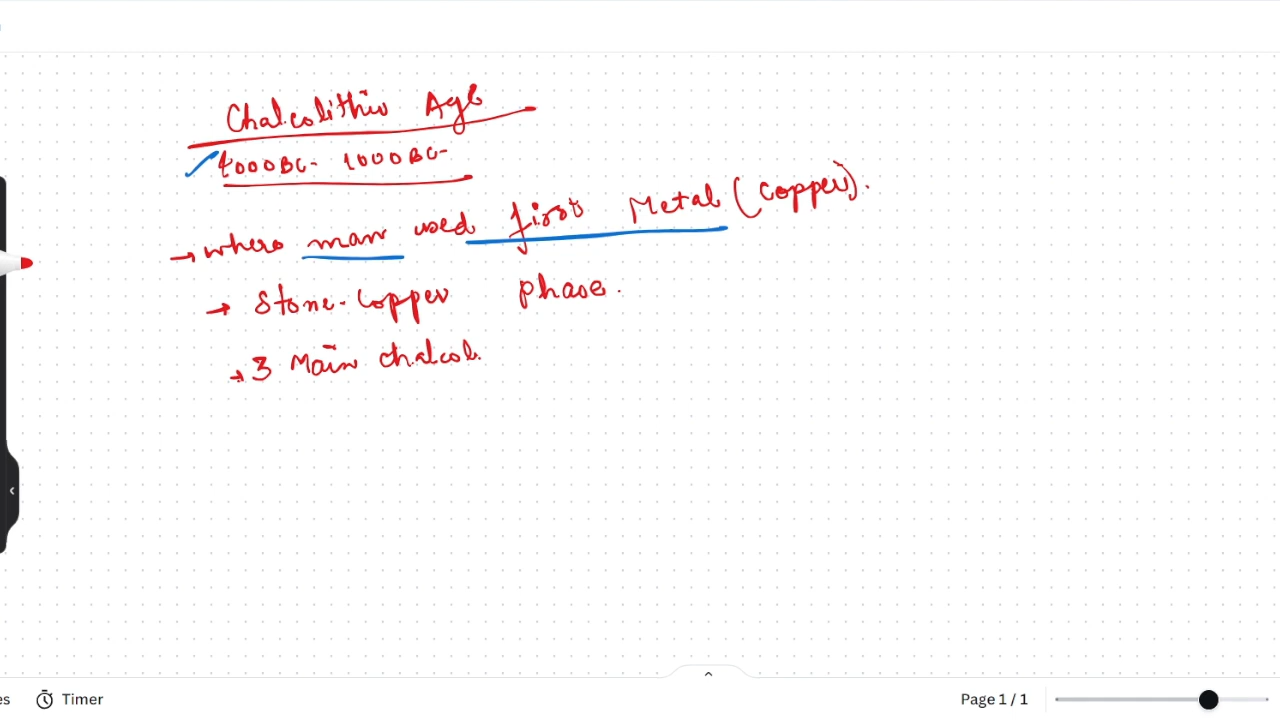 Chalcolithic Age
4000BC- 1000BC-
→ where man used first Metal (Copper).
→ Stone-Copper phase.
→ 3 Main chalcol.
Timer
Page 1 / 1